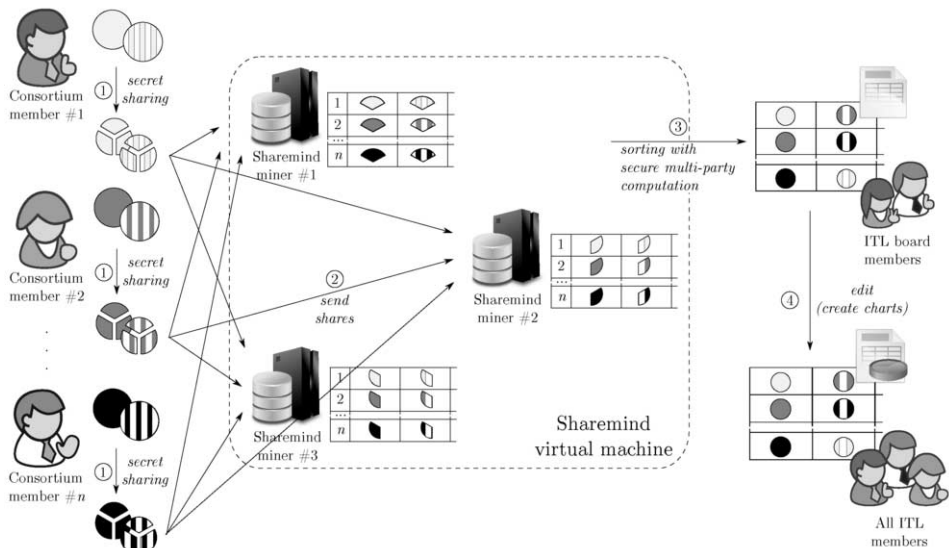 Consortium
member #1
1
secret
sharing
Consortium
member #2
1
secret
sharing
.
.
.
Consortium
member #n
1
secret
sharing
Sharemind
miner #1
1
2
...
n
2
send
shares
Sharemind
miner #2
1
2
...
n
Sharemind
miner #3
1
2
...
n
Sharemind
virtual machine
3
sorting with
secure multi-party
computation
ITL board
members
4
edit
(create charts)
All ITL
members